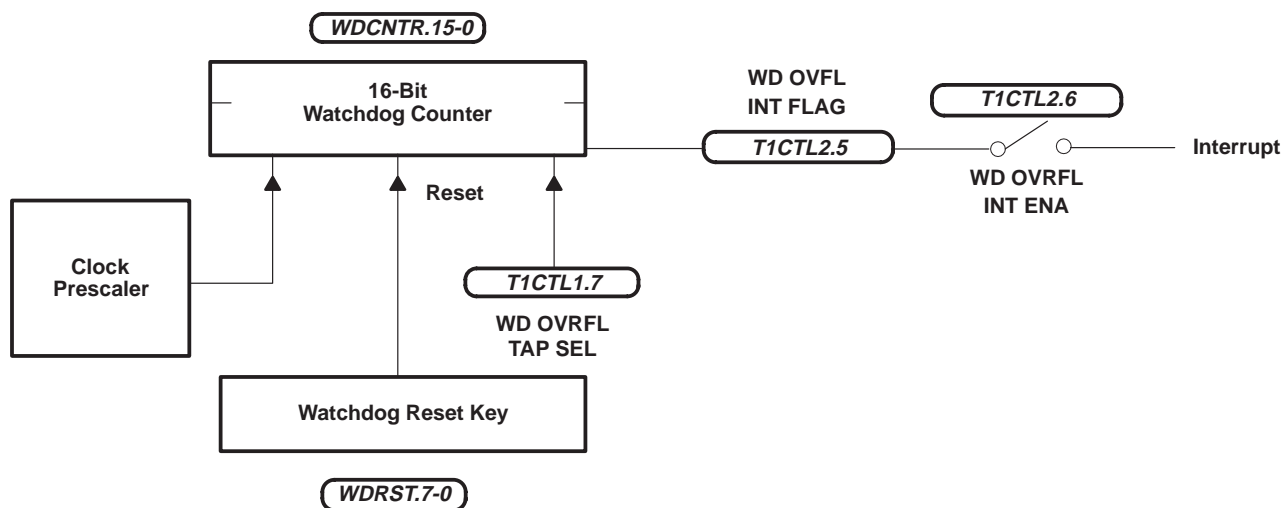 WDCNTR.15-0
16-Bit
Watchdog Counter
WD OVFL
INT FLAG
T1CTL2.5
T1CTL2.6
Interrupt
WD OVRFL
INT ENA
Reset
Clock
Prescaler
T1CTL1.7
WD OVRFL
TAP SEL
Watchdog Reset Key
WDRST.7-0